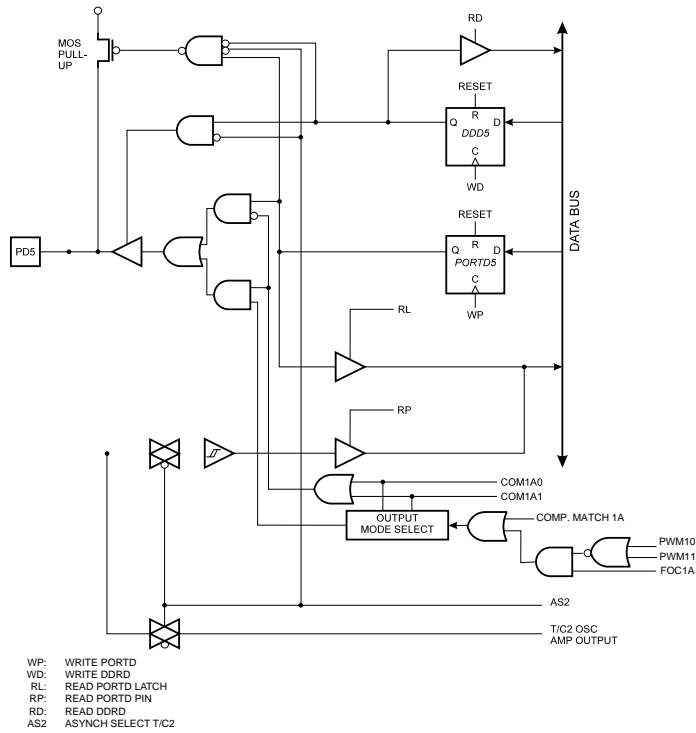 RD
MOS
PULL-
UP
RESET
R
Q
D
DDD5
C
WD
DATA BUS
RESET
R
Q
D
PORTD5
C
WP
PD5
RL
RP
COM1A0
COM1A1
OUTPUT
MODE SELECT
COMP. MATCH 1A
PWM10
PWM11
FOC1A
AS2
T/C2 OSC
AMP OUTPUT
WP: WRITE PORTD
WD: WRITE DDRD
RL: READ PORTD LATCH
RP: READ PORTD PIN
RD: READ DDRD
AS2 ASYNCH SELECT T/C2